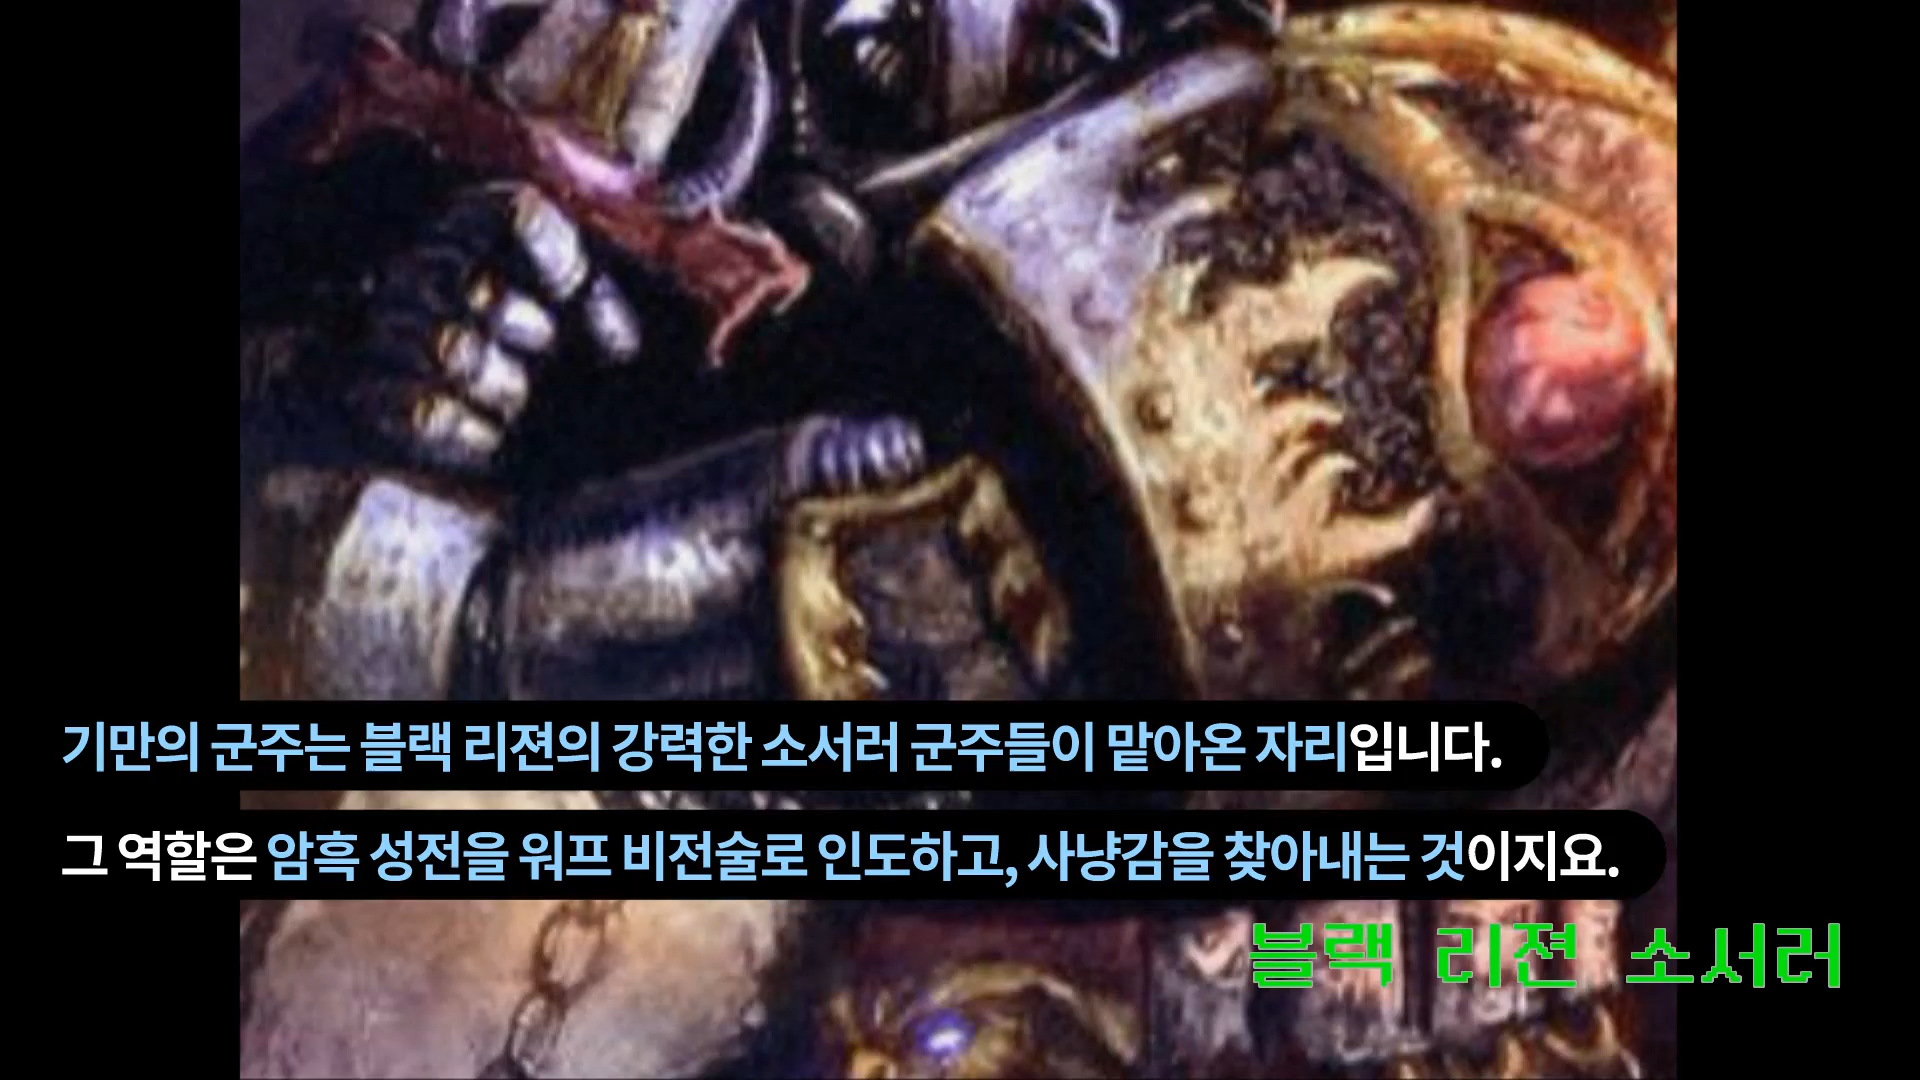 기만의 군주는 블랙 리젼의 강력한 소서러 군주들이 맡아온 자리입니다.
그 역할은 암흑 성전을 워프 비전술로 인도하고, 사냥감을 찾아내는 것이지요.
블랙 리젼 소서러